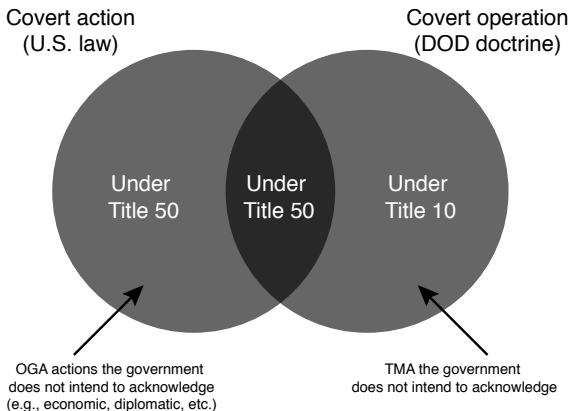 Covert action
(U.S. law)
Covert operation
(DOD doctrine)
Under
Title 50
Under
Title 50
Under
Title 10
OGA actions the government
does not intend to acknowledge
(e.g., economic, diplomatic, etc.)
TMA the government
does not intend to acknowledge